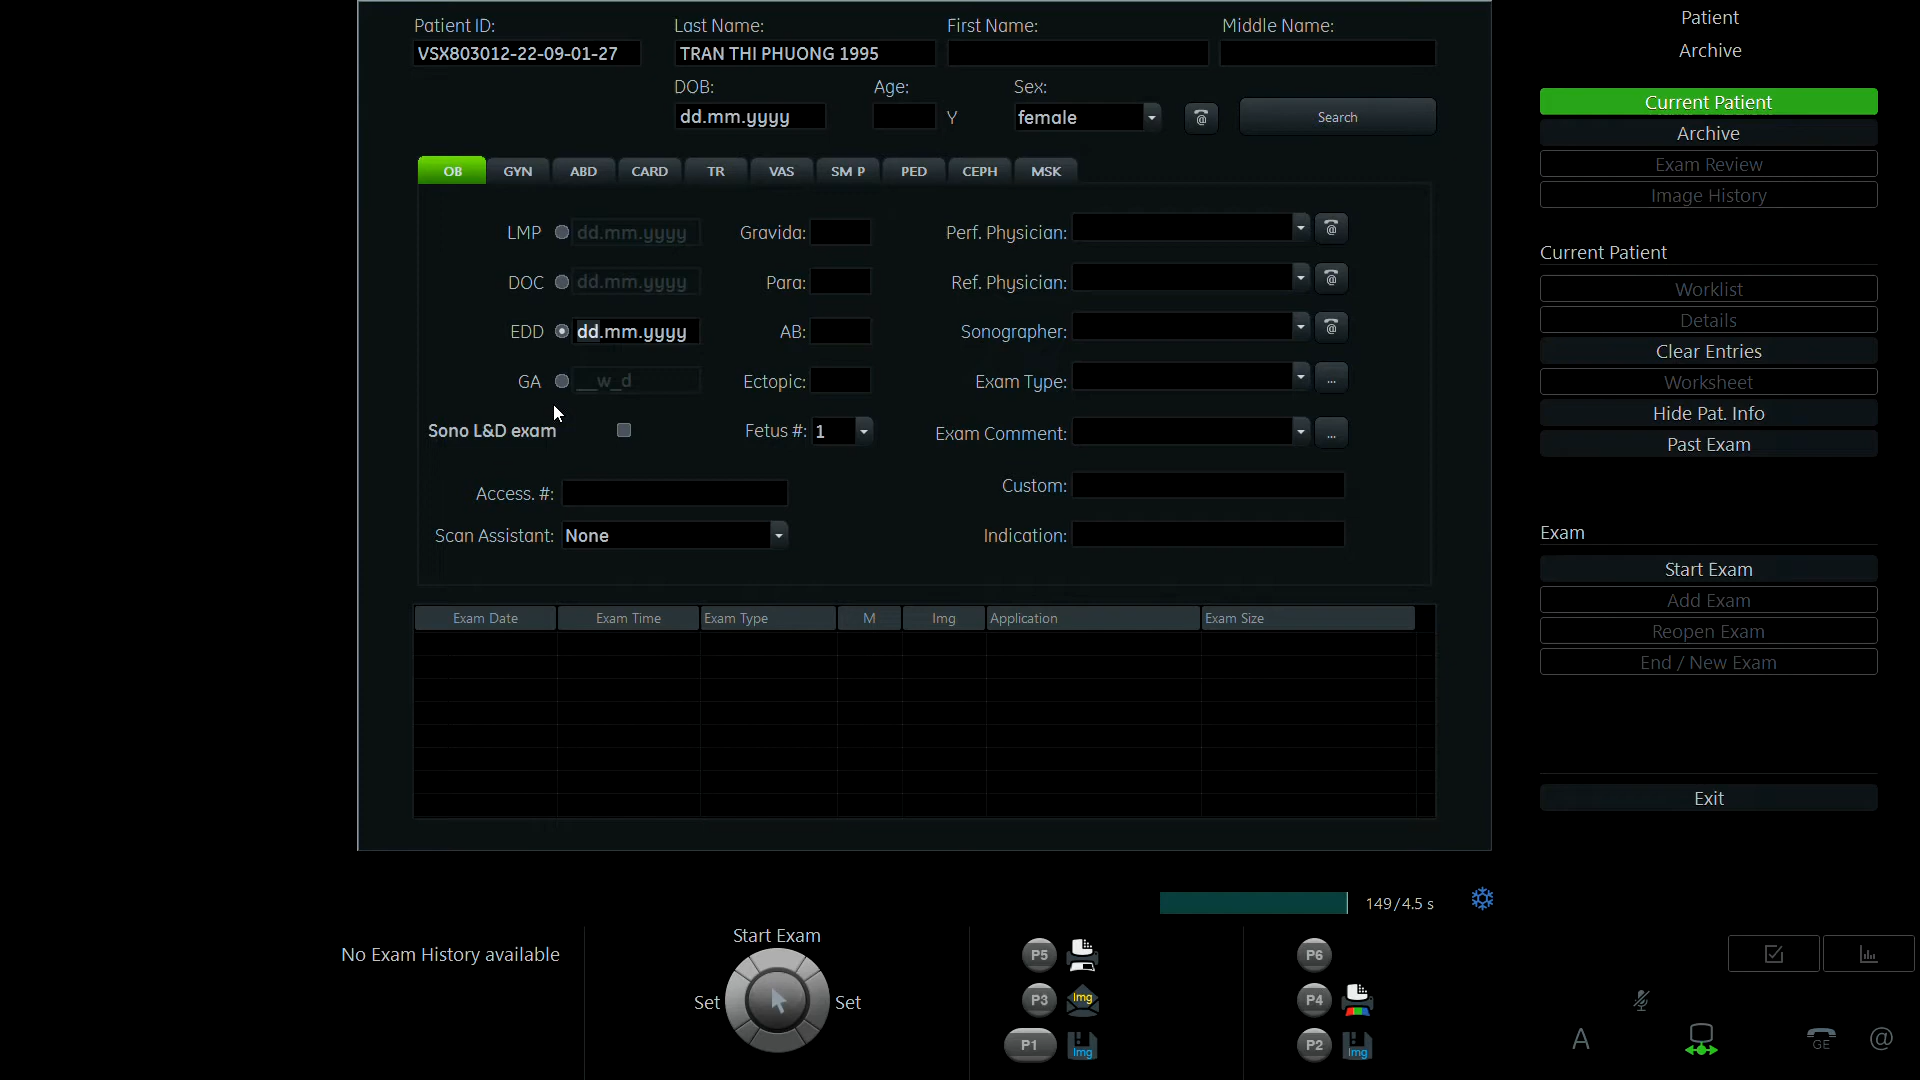 Patient ID: Last Name: First Name: Middle Name:
VSX803012-22-09-01-27 TRAN THI PHUONG 1995
DOB: Age: Sex:
dd.mm.yyyy Y female Search
OB GYN ABD CARD TR VAS SM P PED CEPH MSK
LMP dd.mm.yyyy Gravida: Perf. Physician: @
DOC dd.mm.yyyy Para: Ref. Physician: @
EDD dd.mm.yyyy AB: Sonographer: @
GA __w_d Ectopic: Exam Type: ...
Sono L&D exam Fetus #: 1 Exam Comment: ...
Access. #: Custom:
Scan Assistant: None Indication:
Exam Date Exam Time Exam Type M Img Application Exam Size
Patient
Archive
Current Patient
Archive
Exam Review
Image History
Current Patient
Worklist
Details
Clear Entries
Worksheet
Hide Pat. Info
Past Exam
Exam
Start Exam
Add Exam
Reopen Exam
End / New Exam
Exit
149/4.5 s
No Exam History available
Start Exam
Set Set
P5
P3 Img
P1 Img
P6
P4
P2 Img
A GE @